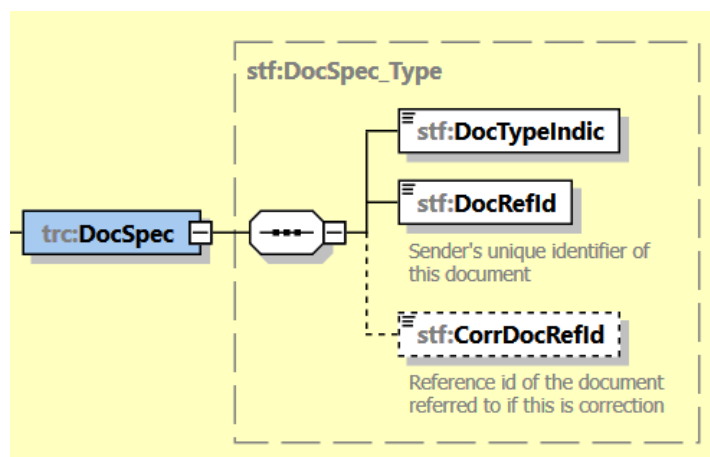 stf:DocSpec_Type
stf:DocTypeIndic
trc:DocSpec
stf:DocRefId
Sender's unique identifier of
this document
stf:CorrDocRefId
Reference id of the document
referred to if this is correction